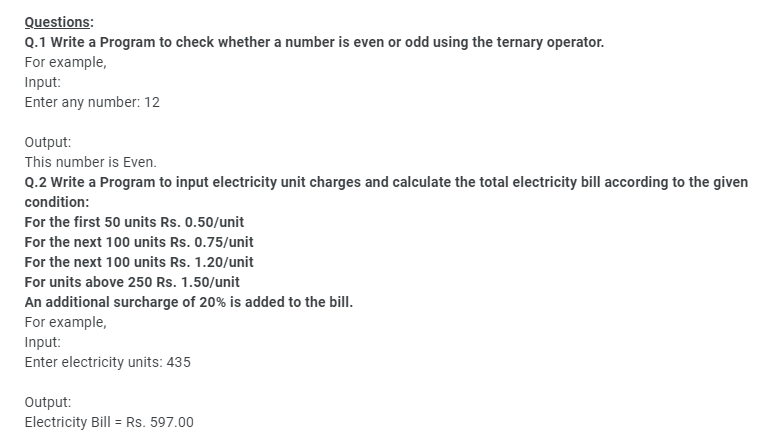 Questions:
Q.1 Write a Program to check whether a number is even or odd using the ternary operator.
For example,
Input:
Enter any number: 12
Output:
This number is Even.
Q.2 Write a Program to input electricity unit charges and calculate the total electricity bill according to the given
condition:
For the first 50 units Rs. 0.50/unit
For the next 100 units Rs. 0.75/unit
For the next 100 units Rs. 1.20/unit
For units above 250 Rs. 1.50/unit
An additional surcharge of 20% is added to the bill.
For example,
Input:
Enter electricity units: 435
Output:
Electricity Bill = Rs. 597.00